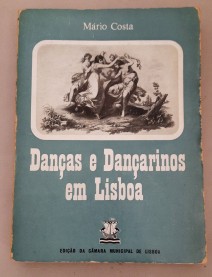 Mário Costa
Danças e Dançarinos
em Lisboa
EDIÇÃO DA CÂMARA MUNICIPAL DE LISBOA